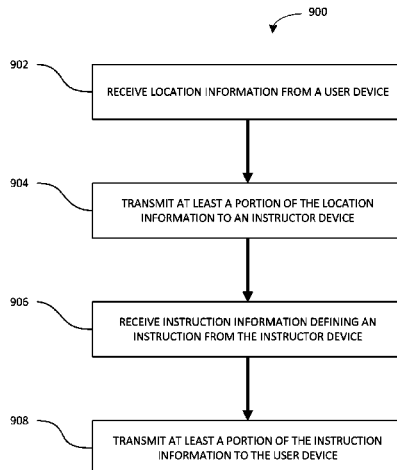 900
902
RECEIVE LOCATION INFORMATION FROM A USER DEVICE
904
TRANSMIT AT LEAST A PORTION OF THE LOCATION
INFORMATION TO AN INSTRUCTOR DEVICE
906
RECEIVE INSTRUCTION INFORMATION DEFINING AN
INSTRUCTION FROM THE INSTRUCTOR DEVICE
908
TRANSMIT AT LEAST A PORTION OF THE INSTRUCTION
INFORMATION TO THE USER DEVICE